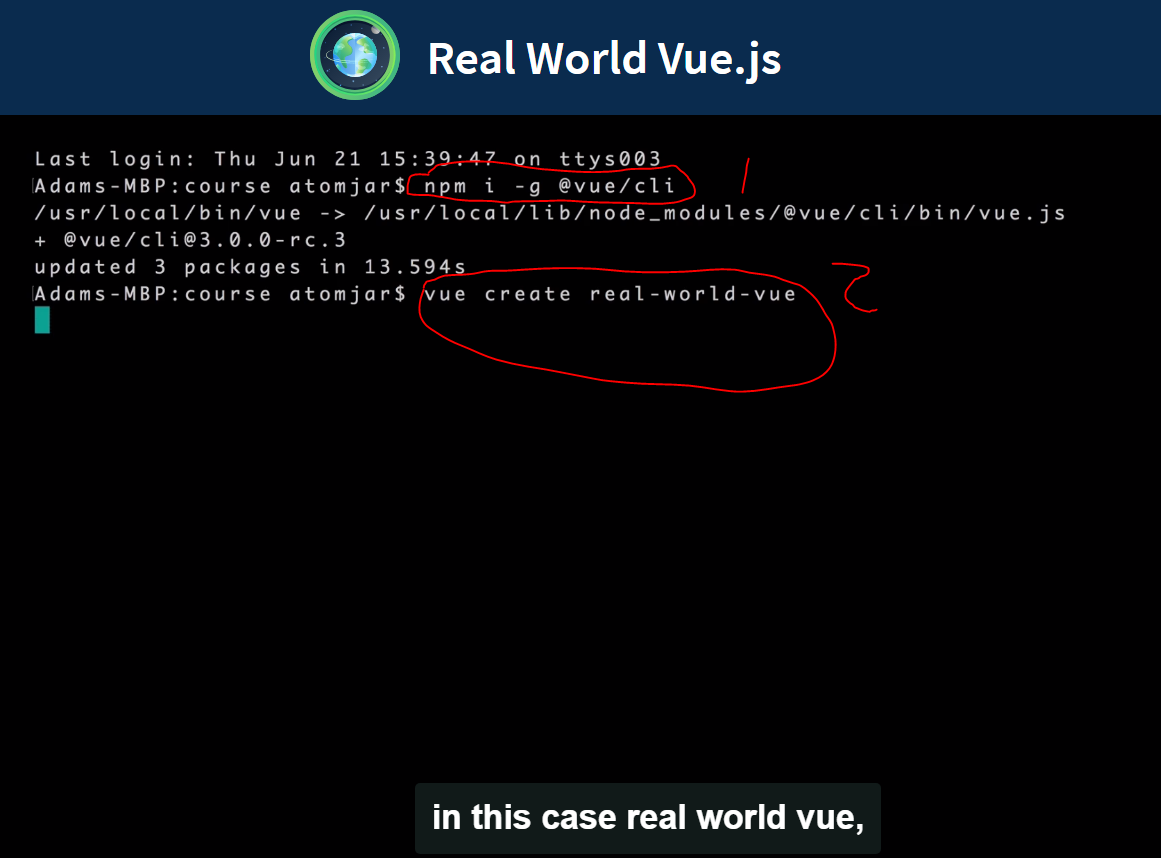 Real World Vue.js
Last login: Thu Jun 21 15:39:47 on ttys003
Adams-MBP:course atomjar$ npm i -g @vue/cli
1
/usr/local/bin/vue -> /usr/local/lib/node_modules/@vue/cli/bin/vue.js
+ @vue/cli@3.0.0-rc.3
updated 3 packages in 13.594s
Adams-MBP:course atomjar$ vue create real-world-vue
2
in this case real world vue,